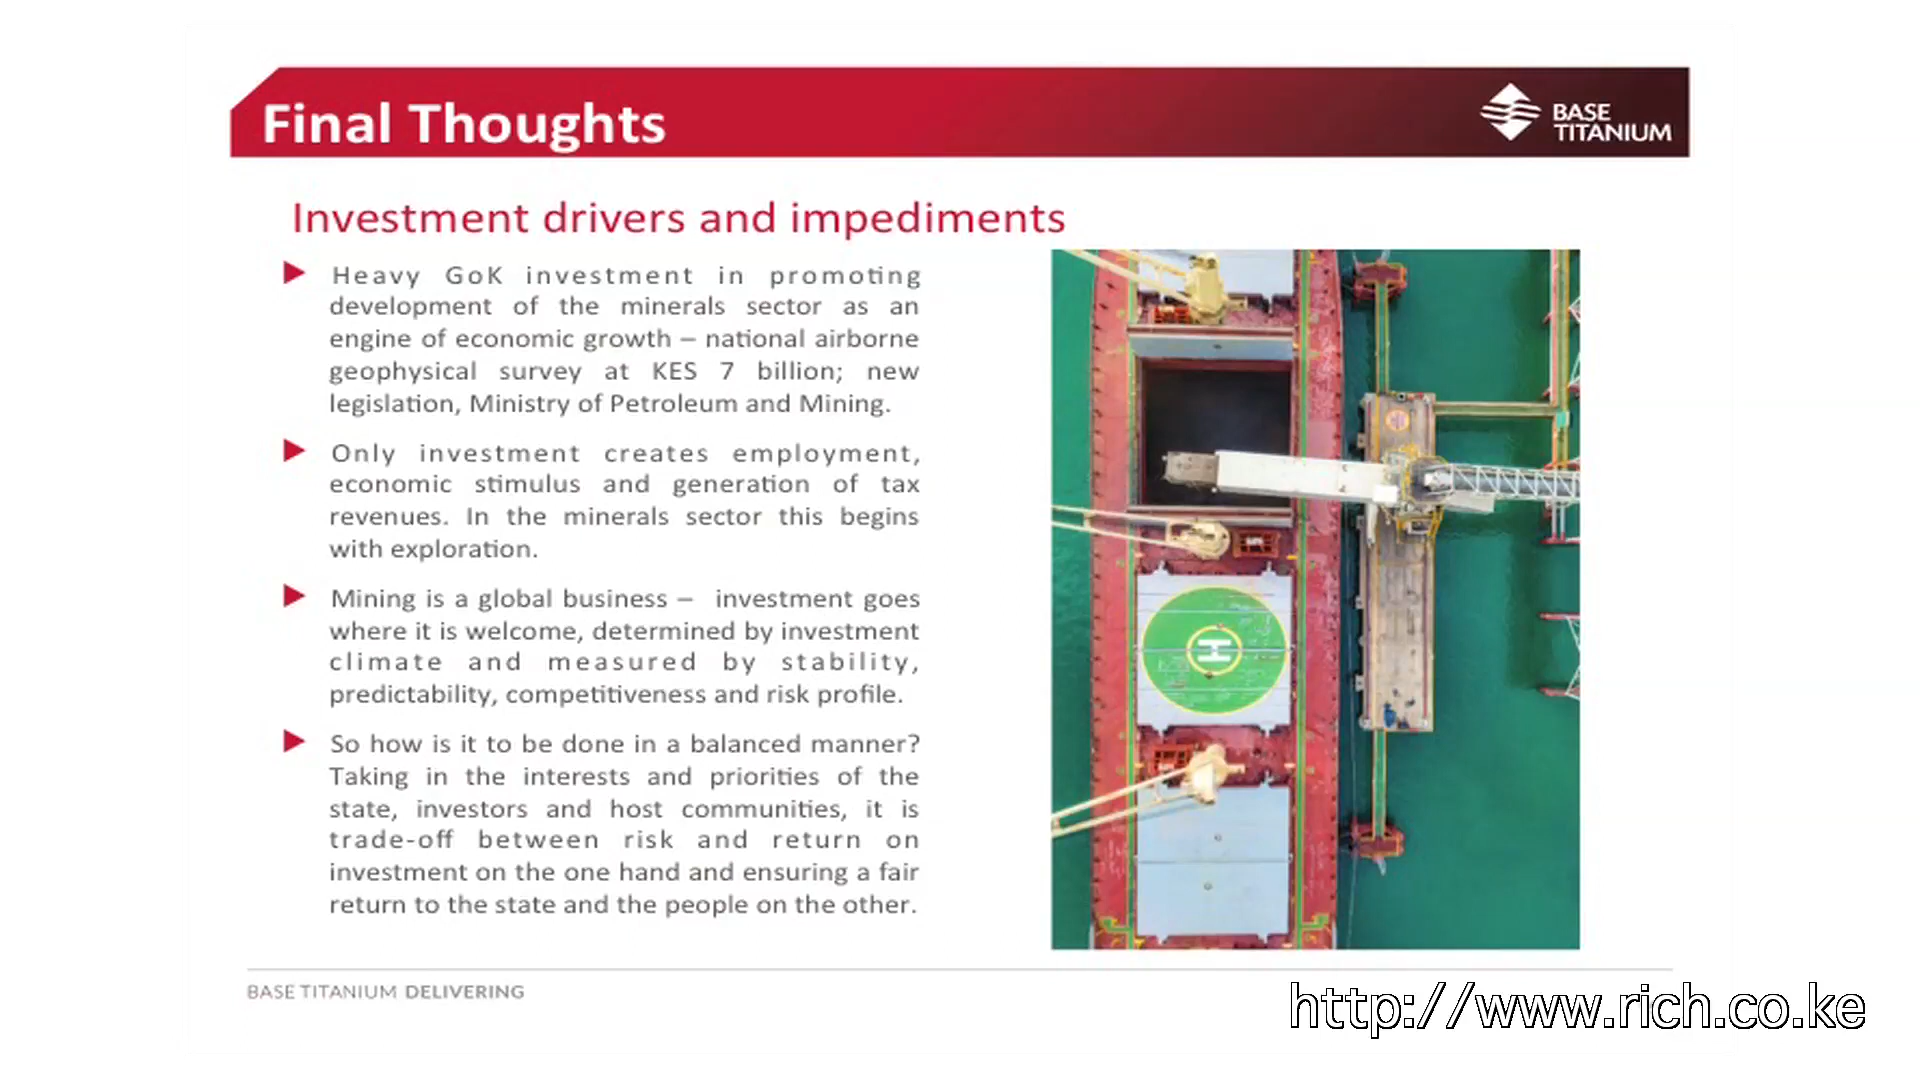 Final Thoughts
BASE
TITANIUM
Investment drivers and impediments
Heavy GoK investment in promoting
development of the minerals sector as an
engine of economic growth – national airborne
geophysical survey at KES 7 billion; new
legislation, Ministry of Petroleum and Mining.
Only investment creates employment,
economic stimulus and generation of tax
revenues. In the minerals sector this begins
with exploration.
Mining is a global business – investment goes
where it is welcome, determined by investment
climate and measured by stability,
predictability, competitiveness and risk profile.
So how is it to be done in a balanced manner?
Taking in the interests and priorities of the
state, investors and host communities, it is
trade-off between risk and return on
investment on the one hand and ensuring a fair
return to the state and the people on the other.
H
BASE TITANIUM DELIVERING
http://www.rich.co.ke